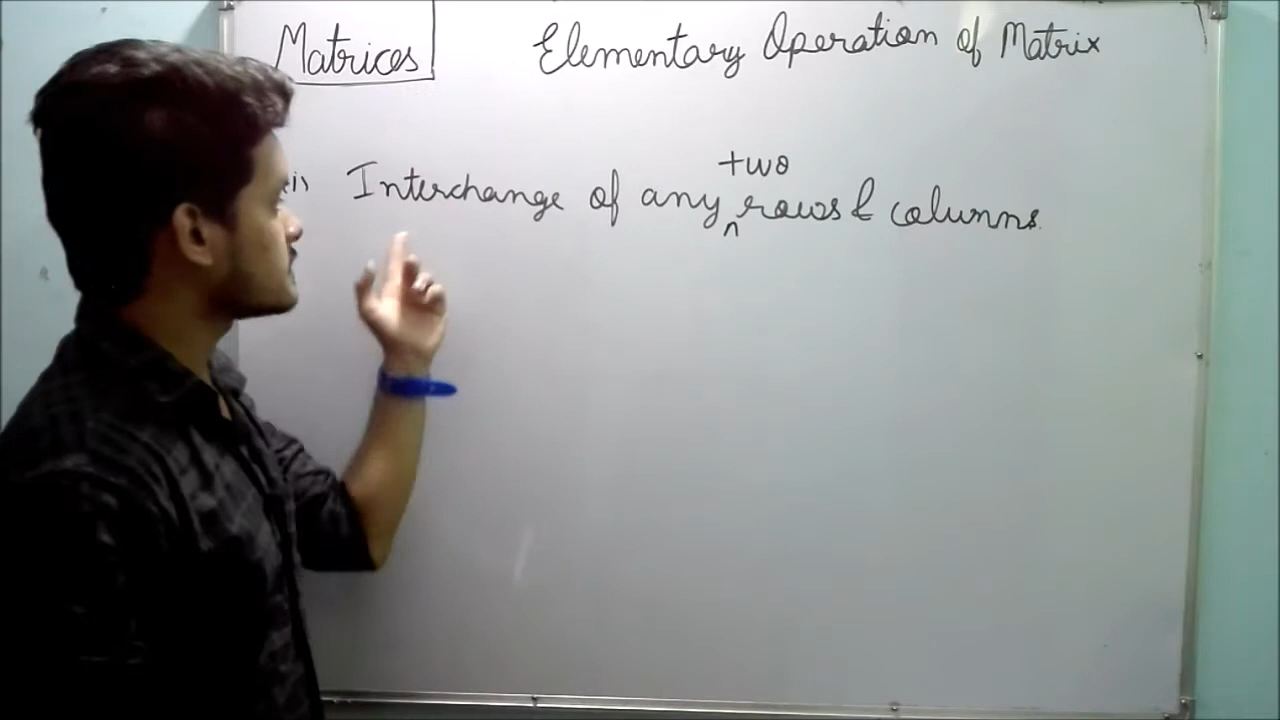 Matrices
Elementary Operation of Matrix
(i) Interchange of any two rows & columns.